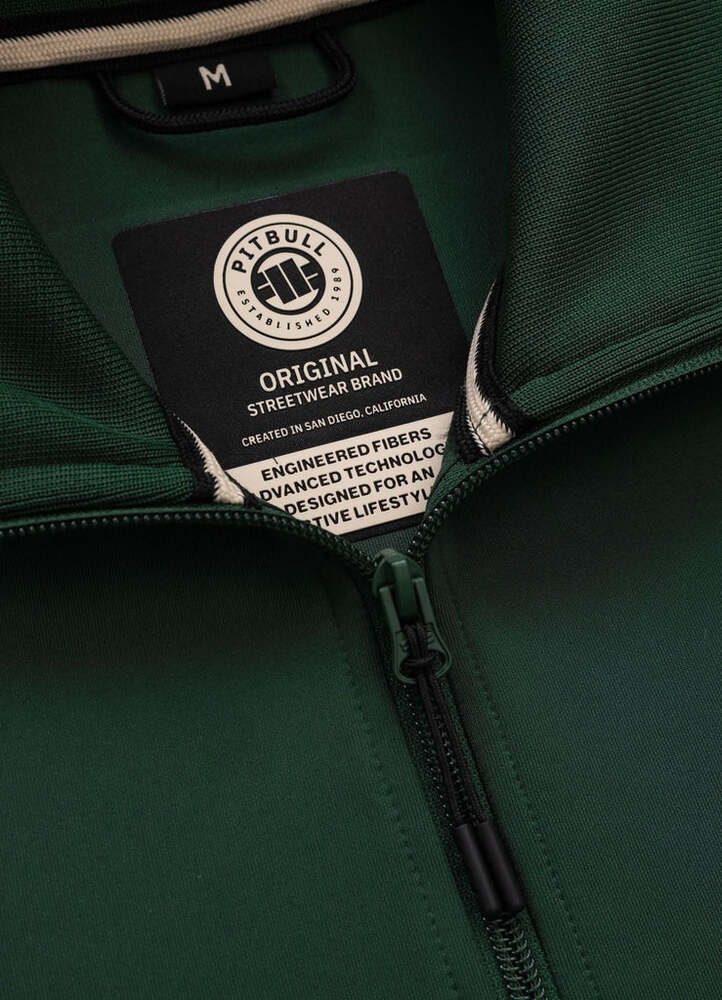 M
PITBULL
ESTABLISHED 1989
ORIGINAL
STREETWEAR BRAND
CREATED IN SAN DIEGO, CALIFORNIA
ENGINEERED FIBERS
DVANCED TECHNOLOG
DESIGNED FOR AN
TIVE LIFESTYL